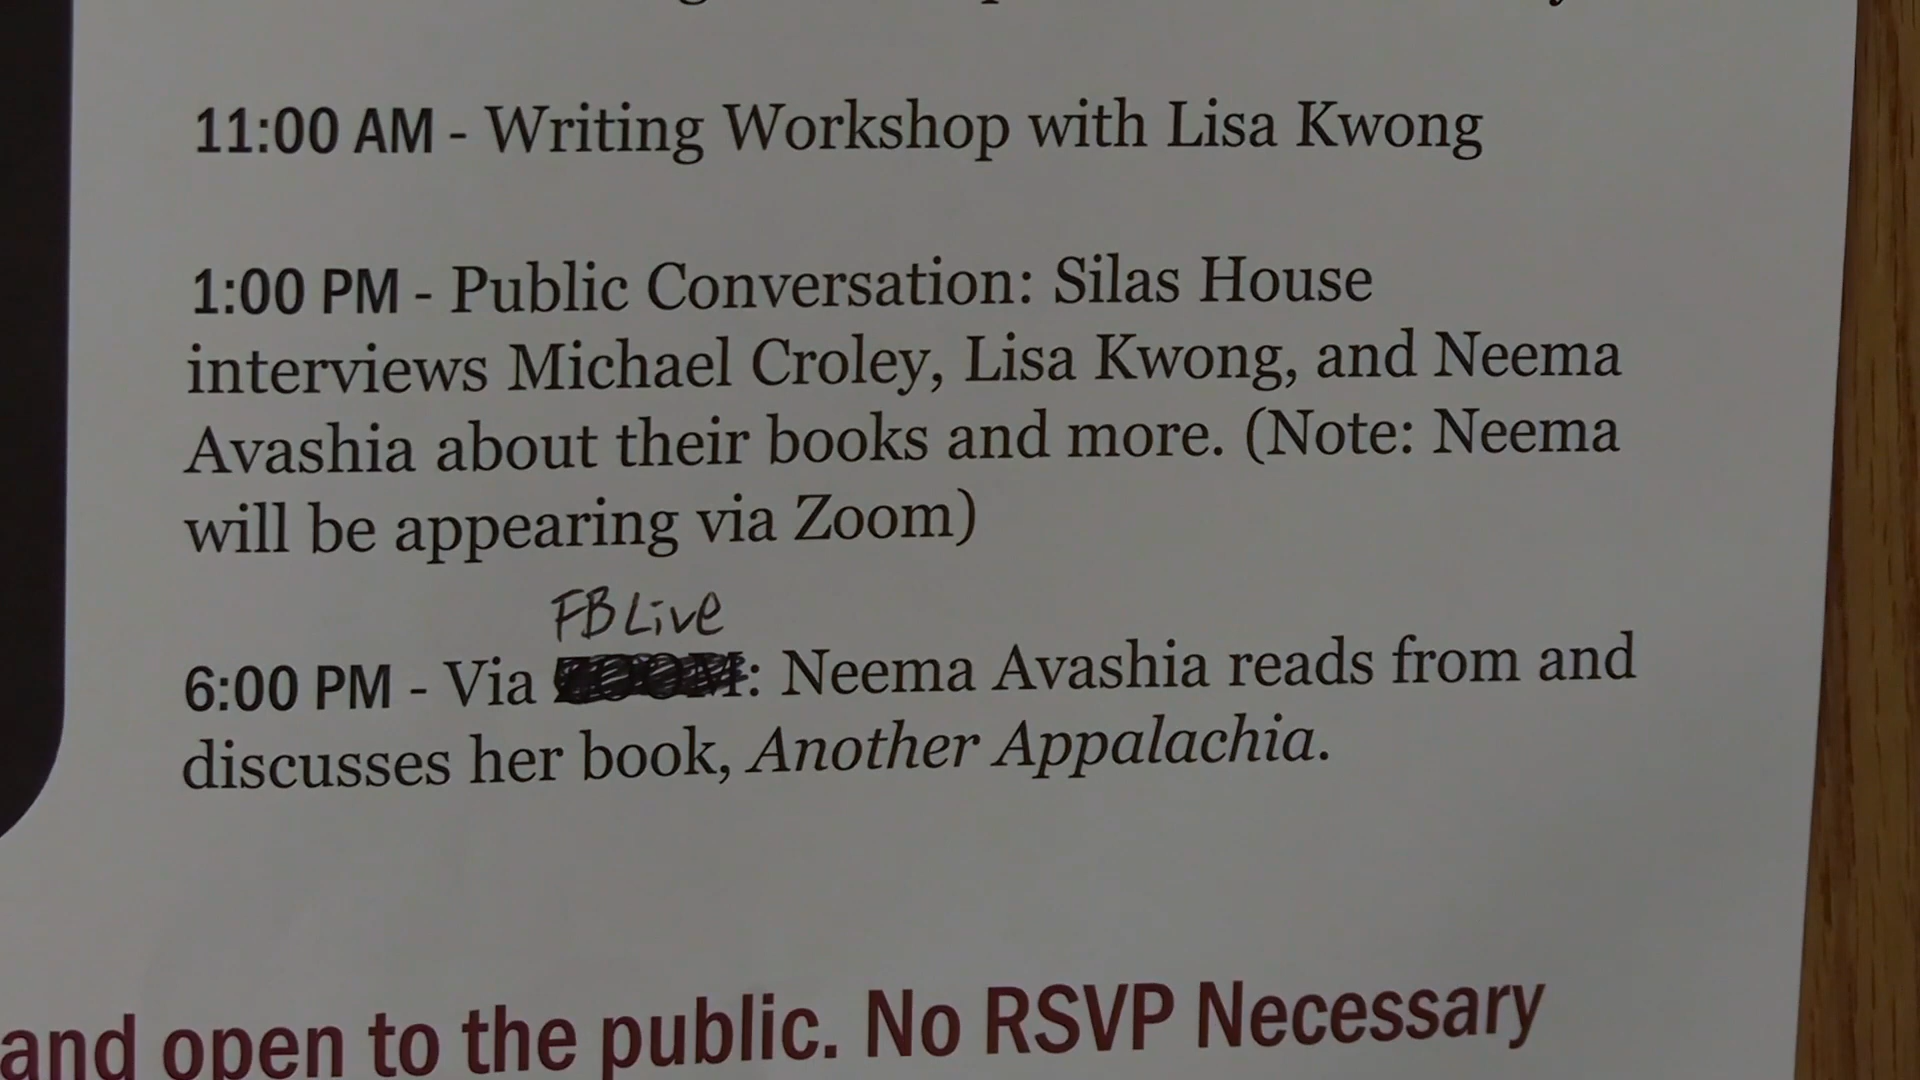 11:00 AM - Writing Workshop with Lisa Kwong
1:00 PM - Public Conversation: Silas House
interviews Michael Croley, Lisa Kwong, and Neema
Avashia about their books and more. (Note: Neema
will be appearing via Zoom)
FB Live
6:00 PM - Via ZOOM: Neema Avashia reads from and
discusses her book, Another Appalachia.
and open to the public. No RSVP Necessary